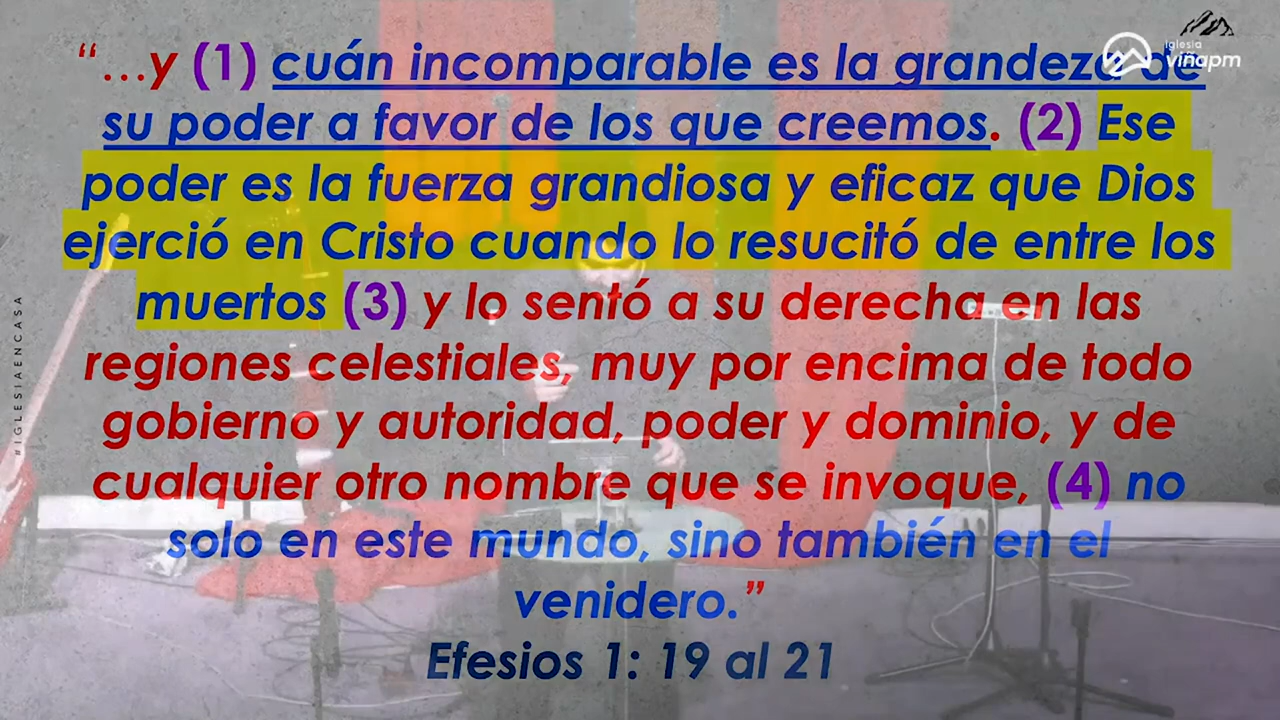 “...y (1) cuán incomparable es la grandeza de
su poder a favor de los que creemos. (2) Ese
poder es la fuerza grandiosa y eficaz que Dios
ejerció en Cristo cuando lo resucitó de entre los
muertos (3) y lo sentó a su derecha en las
regiones celestiales, muy por encima de todo
gobierno y autoridad, poder y dominio, y de
cualquier otro nombre que se invoque, (4) no
solo en este mundo, sino también en el
venidero.”
Efesios 1: 19 al 21
iglesia
viñapm
#IGLESIAENCASA